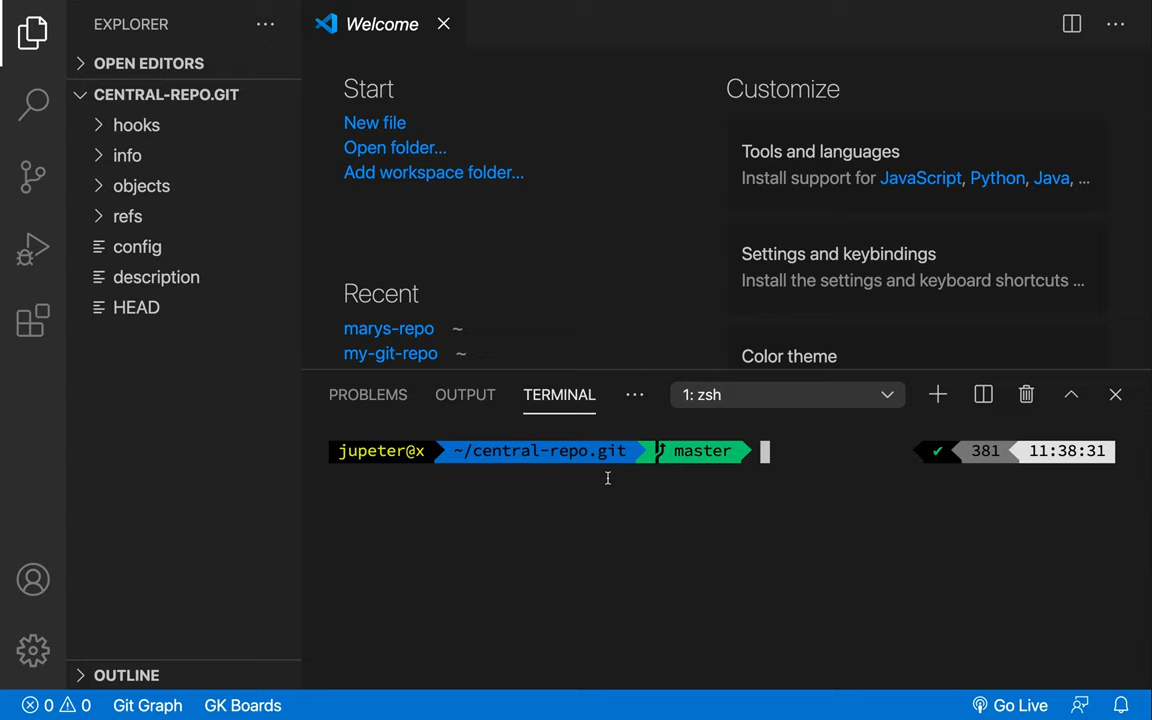 EXPLORER
OPEN EDITORS
CENTRAL-REPO.GIT
hooks
info
objects
refs
config
description
HEAD
OUTLINE
Welcome
Start
New file
Open folder...
Add workspace folder...
Recent
marys-repo ~
my-git-repo ~
Customize
Tools and languages
Install support for JavaScript, Python, Java, ...
Settings and keybindings
Install the settings and keyboard shortcuts ...
Color theme
PROBLEMS OUTPUT TERMINAL ... 1: zsh
jupeter@x ~/central-repo.git master ✔ 381 11:38:31
0 0 Git Graph GK Boards Go Live